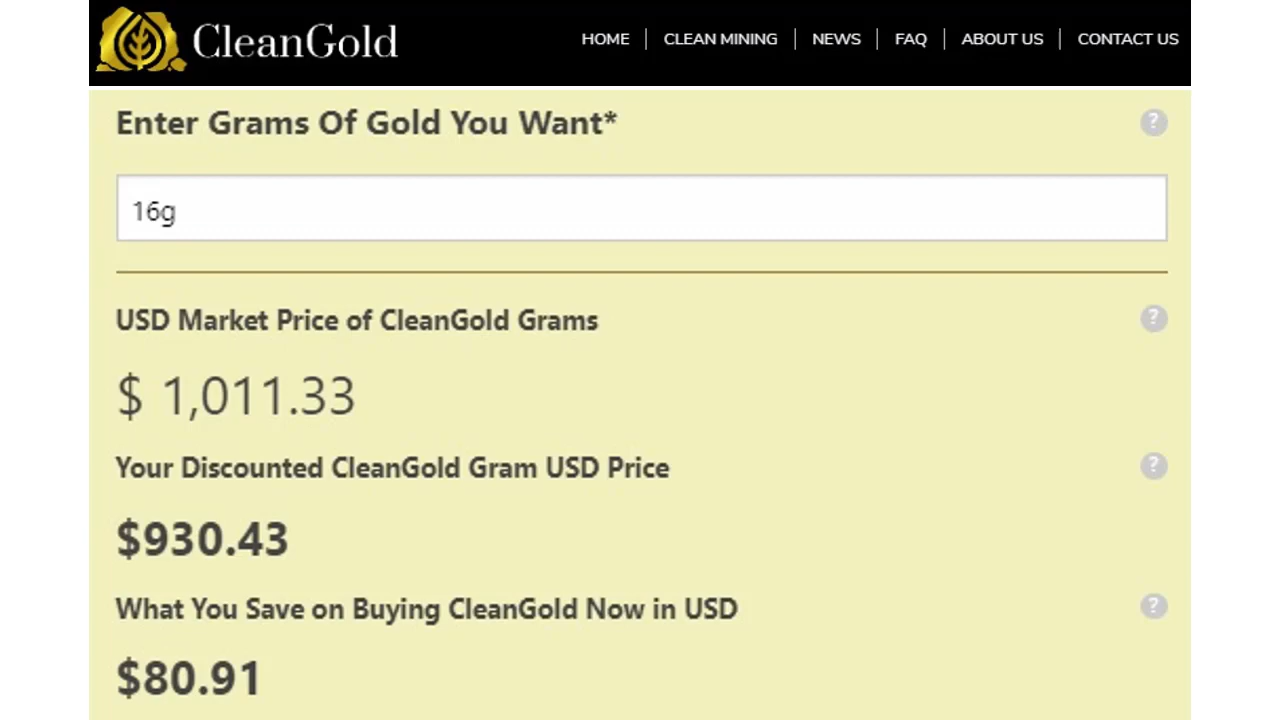 CleanGold
HOME | CLEAN MINING | NEWS | FAQ | ABOUT US | CONTACT US
Enter Grams Of Gold You Want* ?
16g
USD Market Price of CleanGold Grams ?
$ 1,011.33
Your Discounted CleanGold Gram USD Price ?
$930.43
What You Save on Buying CleanGold Now in USD ?
$80.91